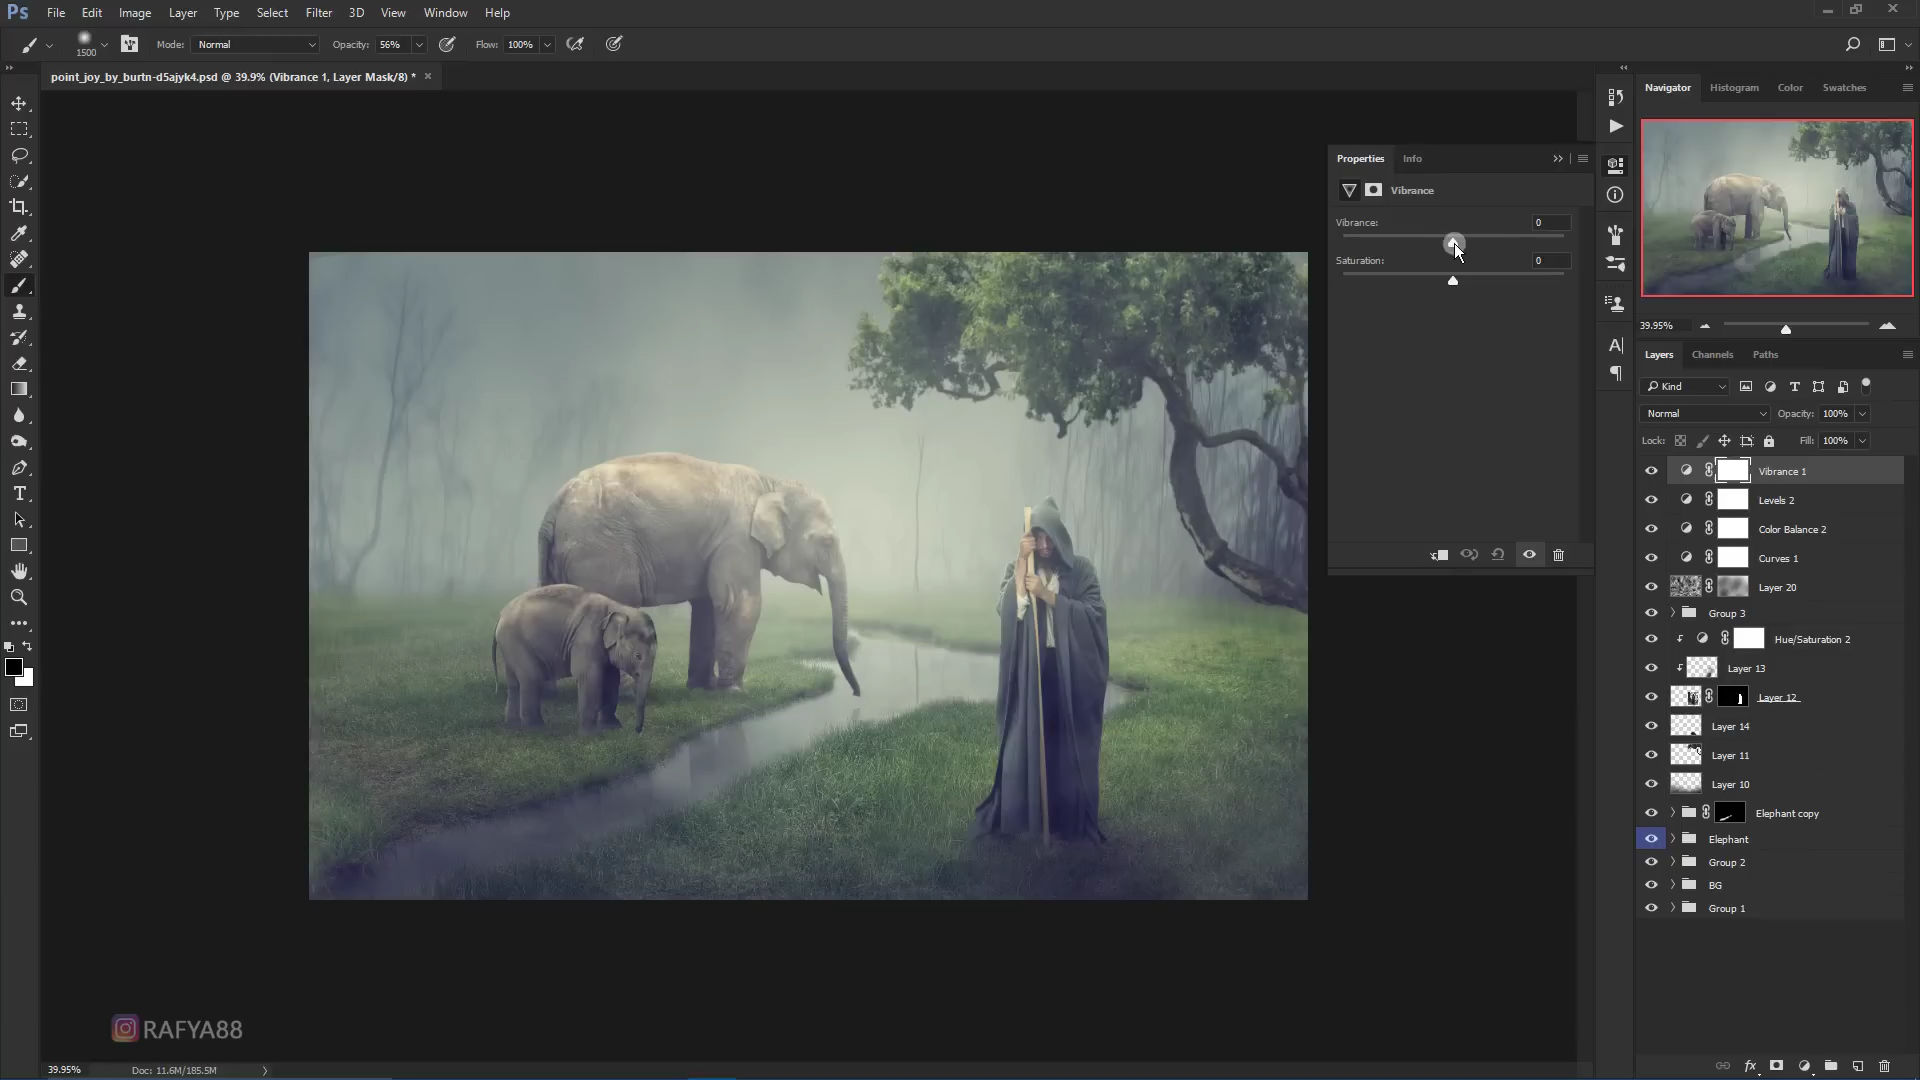 Ps File Edit Image Layer Type Select Filter 3D View Window Help
1500 Mode: Normal Opacity: 56% Flow: 100%
point_joy_by_burtn-d5ajyk4.psd @ 39.9% (Vibrance 1, Layer Mask/8) * ×
Navigator Histogram Color Swatches
Properties Info
Vibrance
Vibrance: 0
Saturation: 0
39.95%
Layers Channels Paths
Kind
Normal Opacity: 100%
Lock: Fill: 100%
Vibrance 1
Levels 2
Color Balance 2
Curves 1
Layer 20
Group 3
Hue/Saturation 2
Layer 13
Layer 12
Layer 14
Layer 11
Layer 10
Elephant copy
Elephant
Group 2
BG
Group 1
RAFYA88
39.95% Doc: 11.6M/185.5M